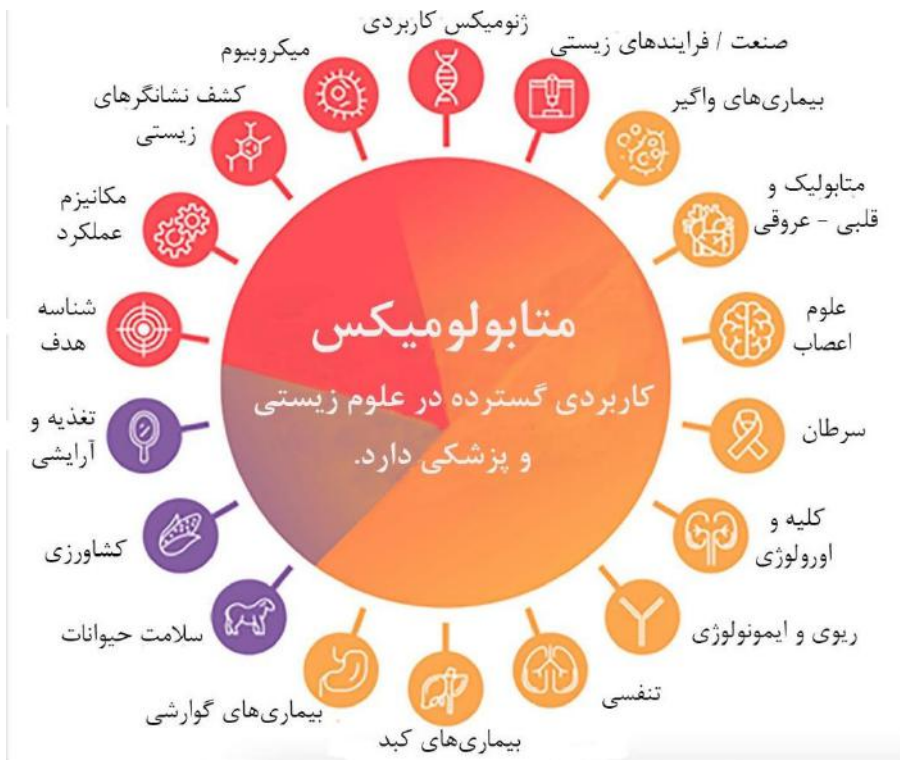 ژنومیکس کاربردی
صنعت / فرایندهای زیستی
بیماری‌های واگیر
متابولیک و
قلبی - عروقی
علوم
اعصاب
سرطان
کلیه و
اورولوژی
ریوی و ایمونولوژی
تنفسی
بیماری‌های کبد
بیماری‌های گوارشی
سلامت حیوانات
کشاورزی
تغذیه و
آرایشی
شناسه
هدف
مکانیزم
عملکرد
کشف نشانگرهای
زیستی
میکروبیوم
متابولومیکس
کاربردی گسترده در علوم زیستی
و پزشکی دارد.